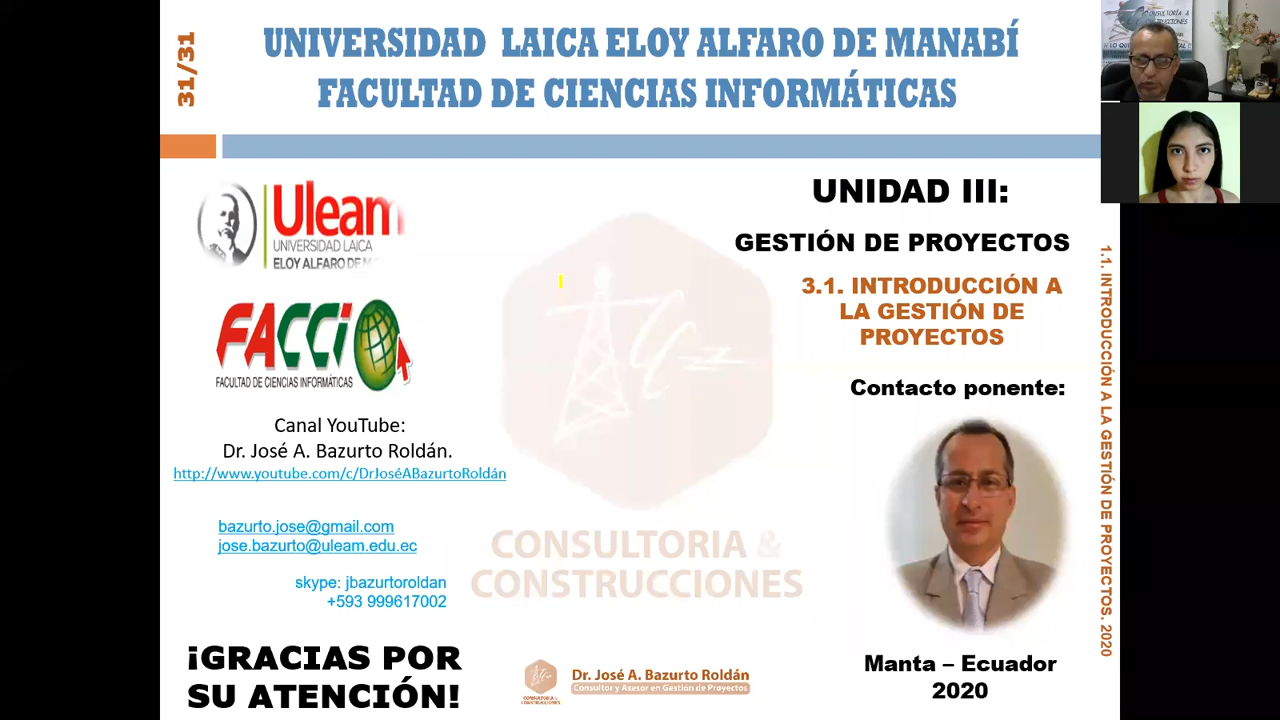 31/31
UNIVERSIDAD LAICA ELOY ALFARO DE MANABÍ
FACULTAD DE CIENCIAS INFORMÁTICAS
CONSULTORÍA &
CONSTRUCCIONES
Uleam
UNIVERSIDAD LAICA
ELOY ALFARO DE
FACCI
FACULTAD DE CIENCIAS INFORMÁTICAS
UNIDAD III:
GESTIÓN DE PROYECTOS
3.1. INTRODUCCIÓN A
LA GESTIÓN DE
PROYECTOS
Contacto ponente:
1.1. INTRODUCCIÓN A LA GESTIÓN DE PROYECTOS. 2020
Canal YouTube:
Dr. José A. Bazurto Roldán.
http://www.youtube.com/c/DrJoséABazurtoRoldán
bazurto.jose@gmail.com
jose.bazurto@uleam.edu.ec
skype: jbazurtoroldan
+593 999617002
CONSULTORIA &
CONSTRUCCIONES
¡GRACIAS POR
SU ATENCIÓN!
CONSULTORIA &
CONSTRUCCIONES
Dr. José A. Bazurto Roldán
Consultor y Asesor en Gestión de Proyectos
Manta – Ecuador
2020